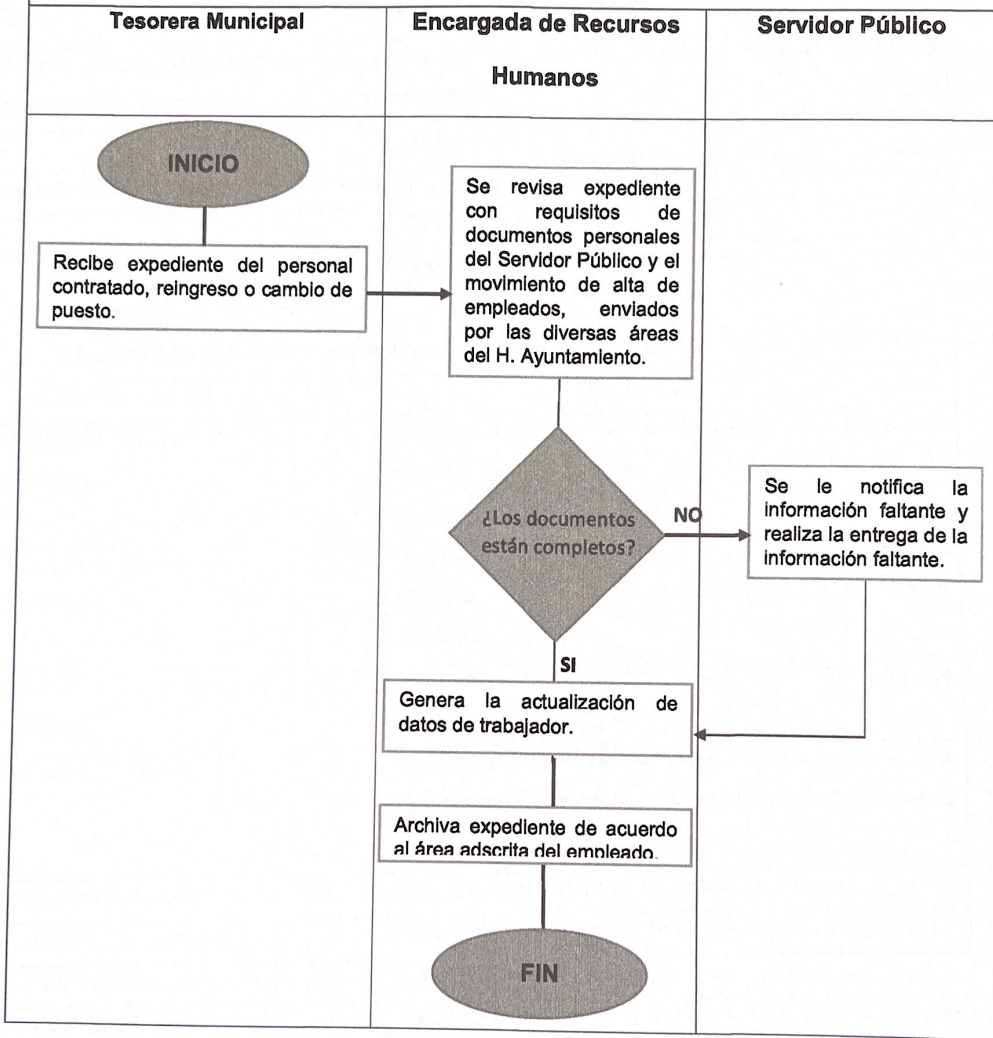 Tesorera Municipal
Encargada de Recursos
Humanos
Servidor Público
INICIO
Recibe expediente del personal
contratado, reingreso o cambio de
puesto.
Se revisa expediente
con requisitos de
documentos personales
del Servidor Público y el
movimiento de alta de
empleados, enviados
por las diversas áreas
del H. Ayuntamiento.
¿Los documentos
están completos?
NO
Se le notifica la
información faltante y
realiza la entrega de la
información faltante.
SI
Genera la actualización de
datos de trabajador.
Archiva expediente de acuerdo
al área adscrita del empleado.
FIN